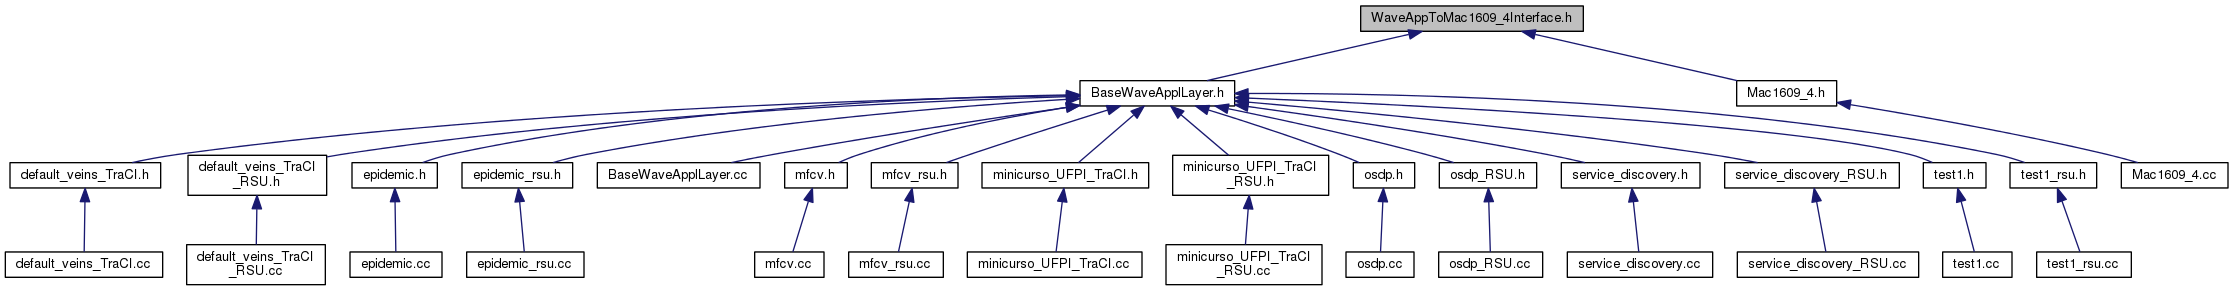 WaveAppToMac1609_4Interface.h
BaseWaveApplLayer.h
Mac1609_4.h
default_veins_TraCI.h
default_veins_TraCI
_RSU.h
epidemic.h
epidemic_rsu.h
BaseWaveApplLayer.cc
mfcv.h
mfcv_rsu.h
minicurso_UFPI_TraCI.h
minicurso_UFPI_TraCI
_RSU.h
osdp.h
osdp_RSU.h
service_discovery.h
service_discovery_RSU.h
test1.h
test1_rsu.h
Mac1609_4.cc
default_veins_TraCI.cc
default_veins_TraCI
_RSU.cc
epidemic.cc
epidemic_rsu.cc
mfcv.cc
mfcv_rsu.cc
minicurso_UFPI_TraCI.cc
minicurso_UFPI_TraCI
_RSU.cc
osdp.cc
osdp_RSU.cc
service_discovery.cc
service_discovery_RSU.cc
test1.cc
test1_rsu.cc